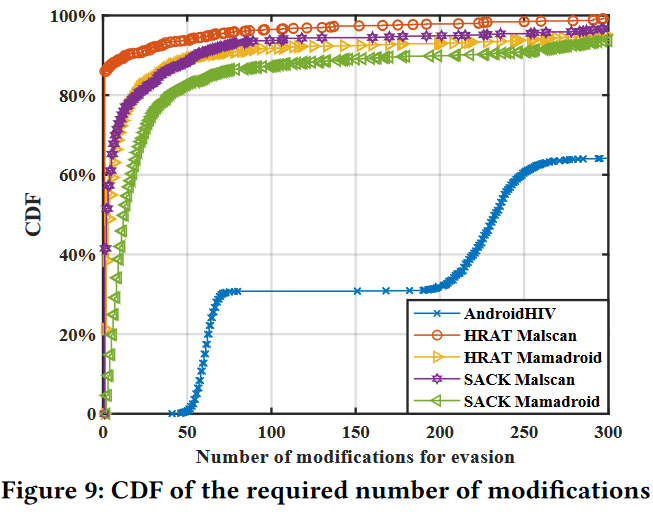 100%
80%
60%
40%
20%
0
CDF
0 50 100 150 200 250 300
Number of modifications for evasion
AndroidHIV
HRAT Malscan
HRAT Mamadroid
SACK Malscan
SACK Mamadroid
Figure 9: CDF of the required number of modifications